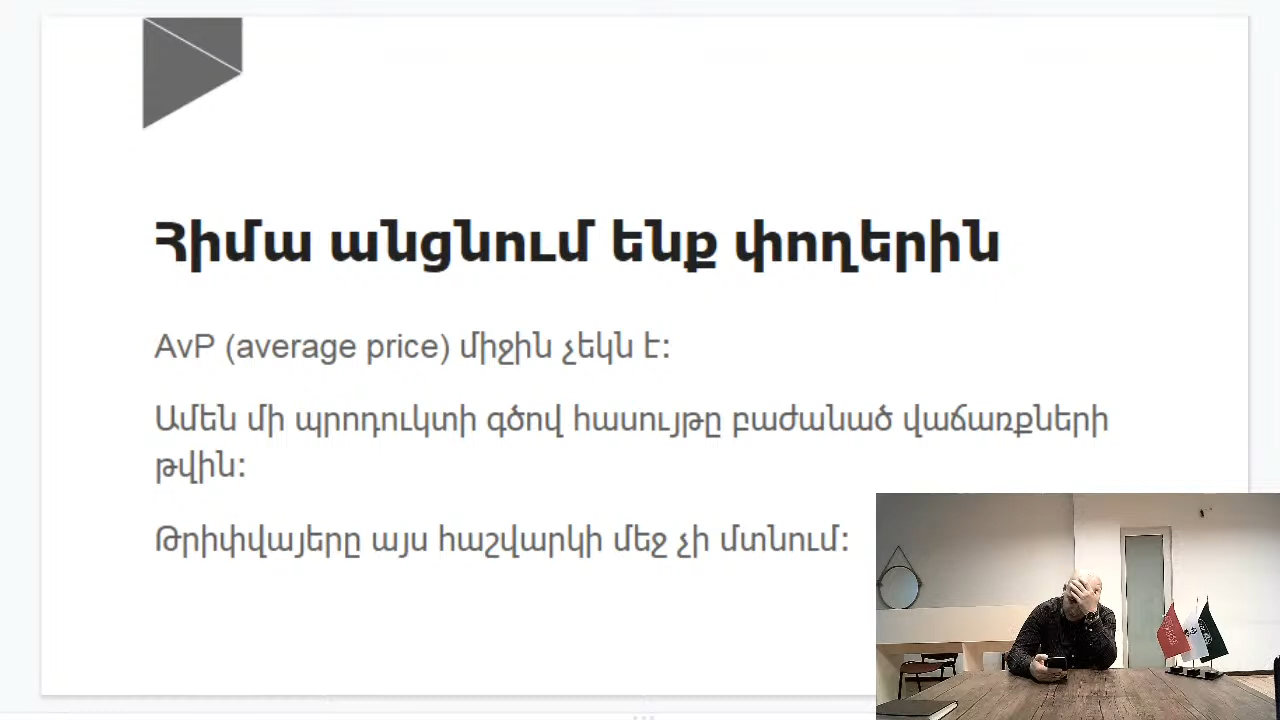 Հիմա անցնում ենք փողերին
AvP (average price) միջին չեկն է:
Ամեն մի պրոդուկտի գծով հասույթը բաժանած վաճառքների
թվին:
Թրիփվայերը այս հաշվարկի մեջ չի մտնում: